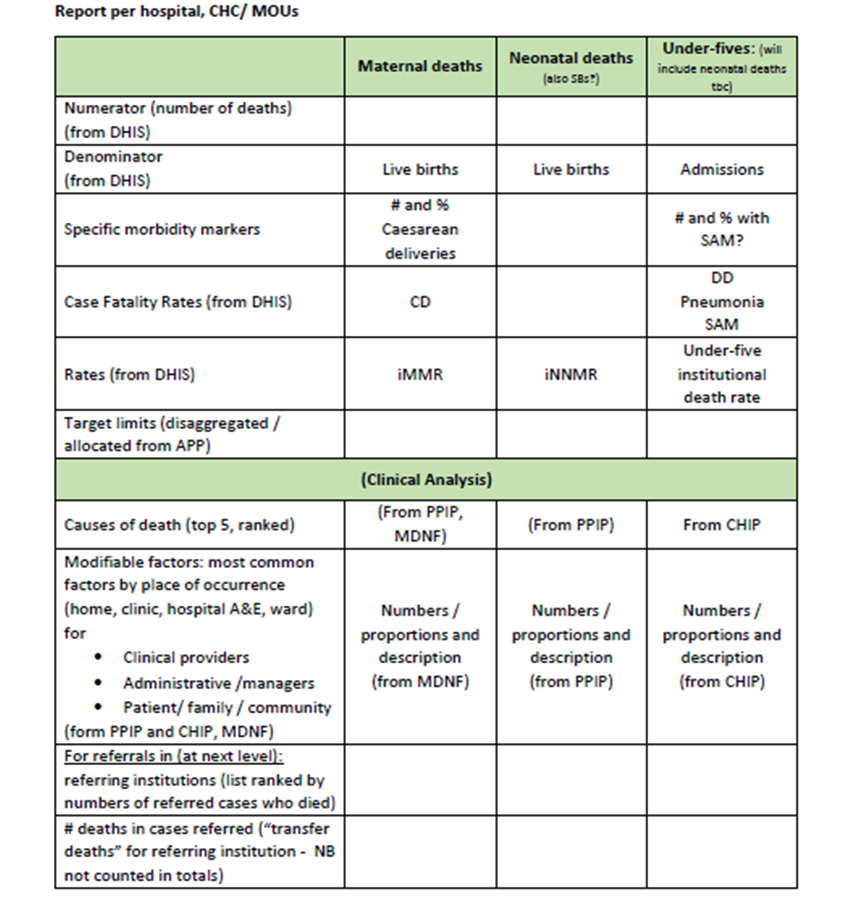 Report per hospital, CHC/ MOUs
Maternal deaths
Neonatal deaths
(also SBs?)
Under-fives: (will
include neonatal deaths
tbc)
Numerator (number of deaths)
(from DHIS)
Denominator
(from DHIS)
Live births
Live births
Admissions
Specific morbidity markers
# and %
Caesarean
deliveries
# and % with
SAM?
Case Fatality Rates (from DHIS)
CD
DD
Pneumonia
SAM
Rates (from DHIS)
iMMR
iNNMR
Under-five
institutional
death rate
Target limits (disaggregated /
allocated from APP)
(Clinical Analysis)
Causes of death (top 5, ranked)
(From PPIP,
MDNF)
(From PPIP)
From CHIP
Modifiable factors: most common
factors by place of occurrence
(home, clinic, hospital A&E, ward)
for
• Clinical providers
• Administrative /managers
• Patient/ family / community
(form PPIP and CHIP, MDNF)
Numbers /
proportions and
description
(from MDNF)
Numbers /
proportions and
description
(from PPIP)
Numbers /
proportions and
description
(from CHIP)
For referrals in (at next level):
referring institutions (list ranked by
numbers of referred cases who died)
# deaths in cases referred (“transfer
deaths” for referring institution - NB
not counted in totals)